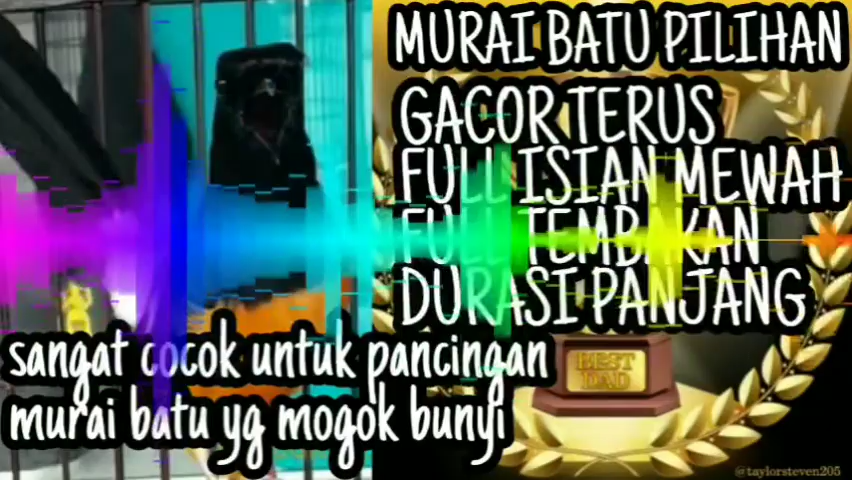 MURAI BATU PILIHAN
GACOR TERUS
FULL ISIAN MEWAH
FULL TEMBAKAN
DURASI PANJANG
sangat cocok untuk pancingan
murai batu yg mogok bunyi
BEST
DAD
@taylorsteven205